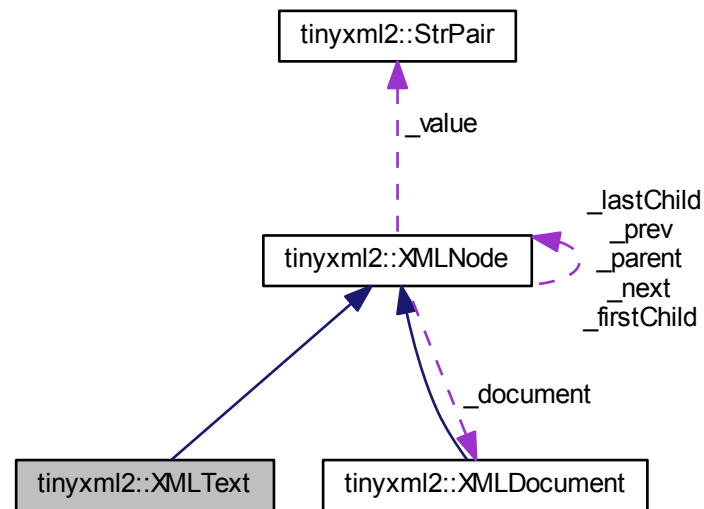 tinyxml2::StrPair
_value
_lastChild
_prev
_parent
_next
_firstChild
tinyxml2::XMLNode
_document
tinyxml2::XMLText
tinyxml2::XMLDocument